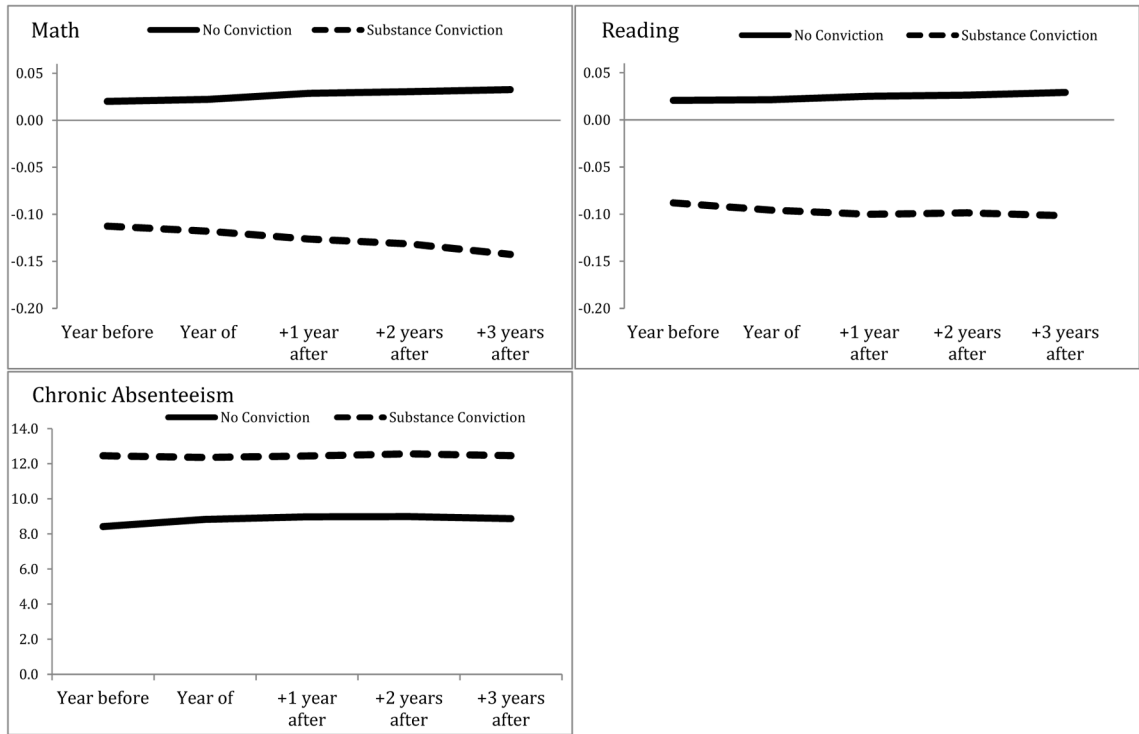 Math
No Conviction Substance Conviction
0.05
0.00
-0.05
-0.10
-0.15
-0.20
Year before Year of +1 year after +2 years after +3 years after
Reading
No Conviction Substance Conviction
0.05
0.00
-0.05
-0.10
-0.15
-0.20
Year before Year of +1 year after +2 years after +3 years after
Chronic Absenteeism
No Conviction Substance Conviction
14.0
12.0
10.0
8.0
6.0
4.0
2.0
0.0
Year before Year of +1 year after +2 years after +3 years after